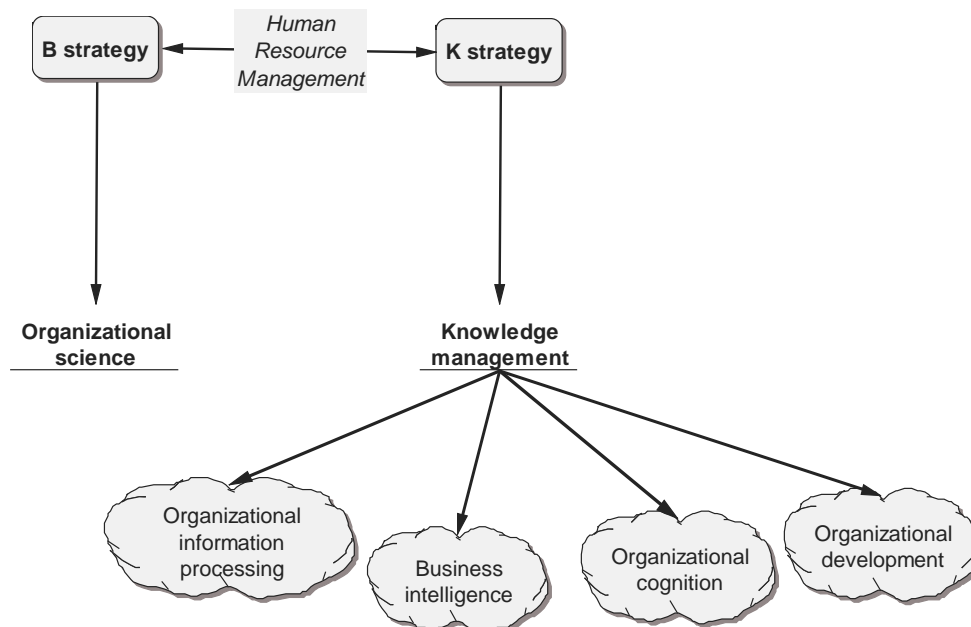 B strategy
Human
Resource
Management
K strategy
Organizational
science
Knowledge
management
Organizational
information
processing
Business
intelligence
Organizational
cognition
Organizational
development